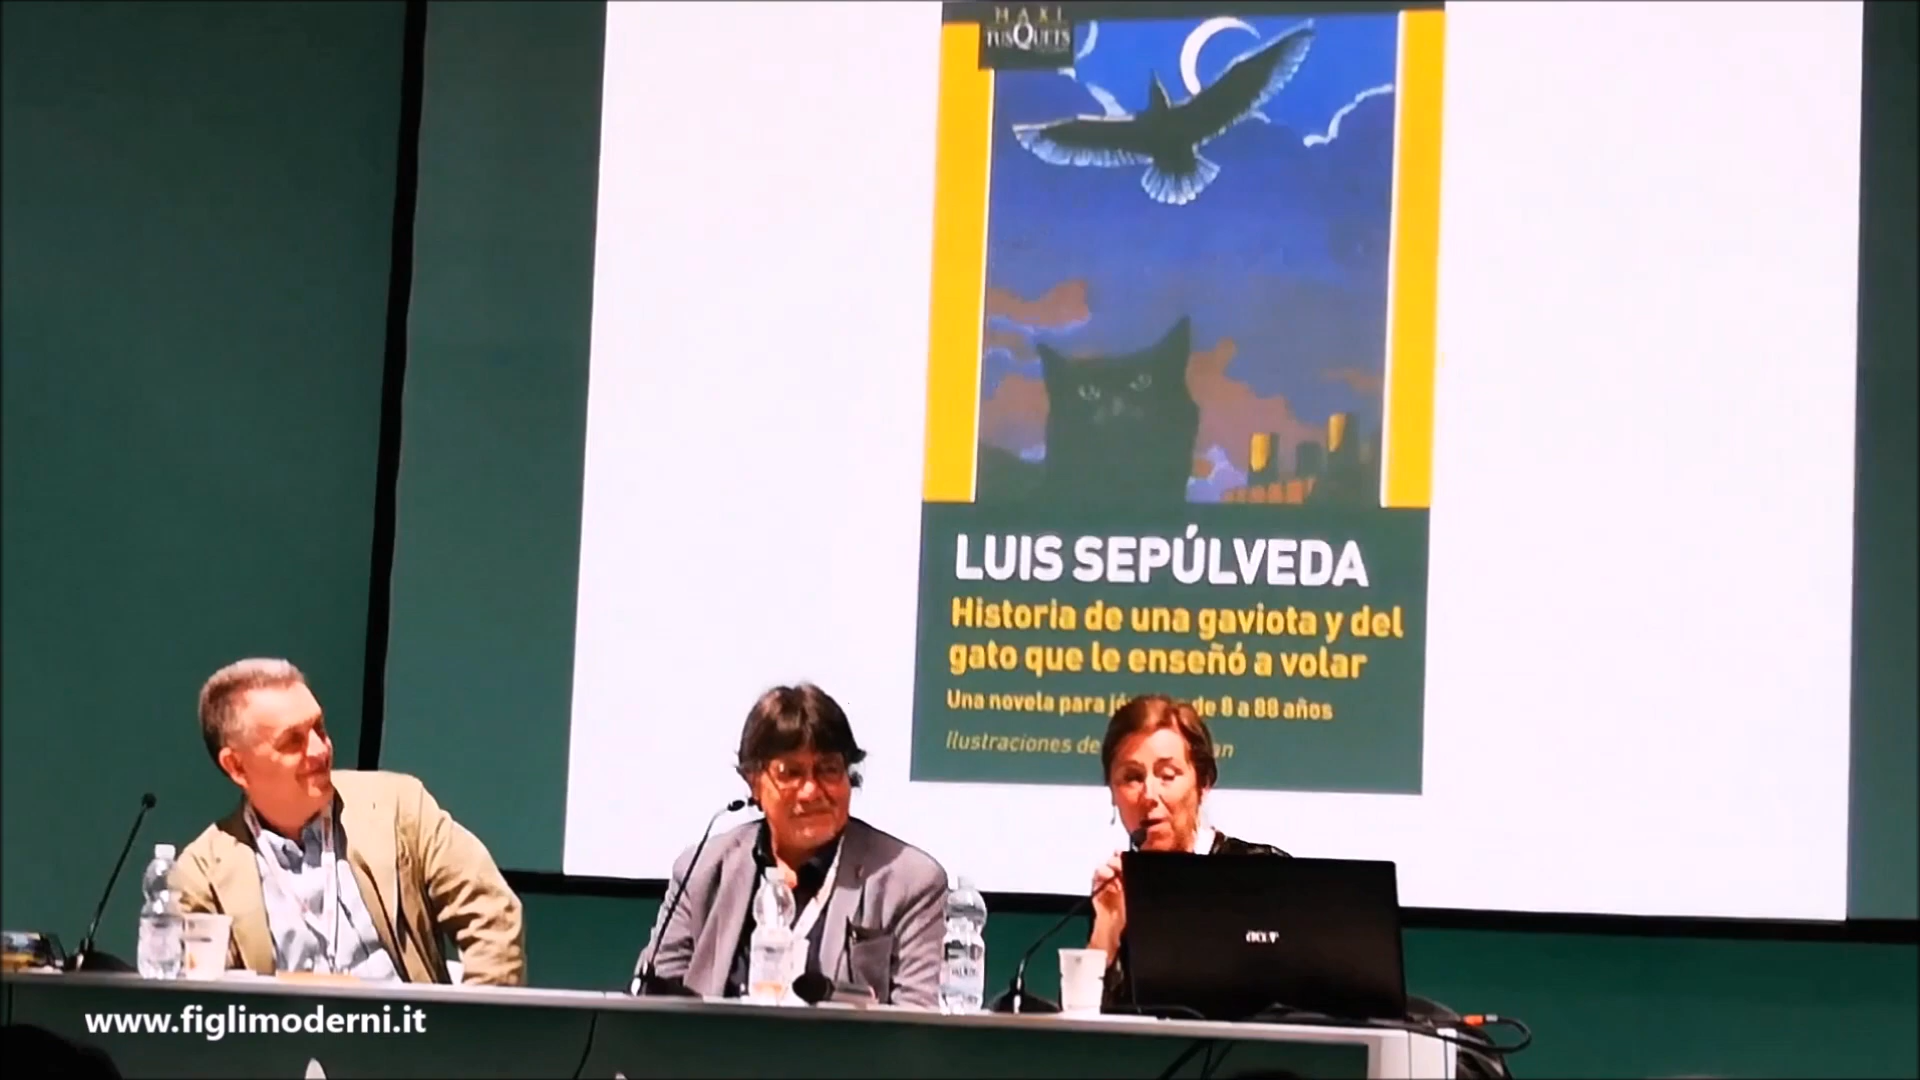 MAXI
TUSQUETS
LUIS SEPÚLVEDA
Historia de una gaviota y del
gato que le enseñó a volar
Una novela para de 8 a 88 años
Ilustraciones de
acer
www.figlimoderni.it